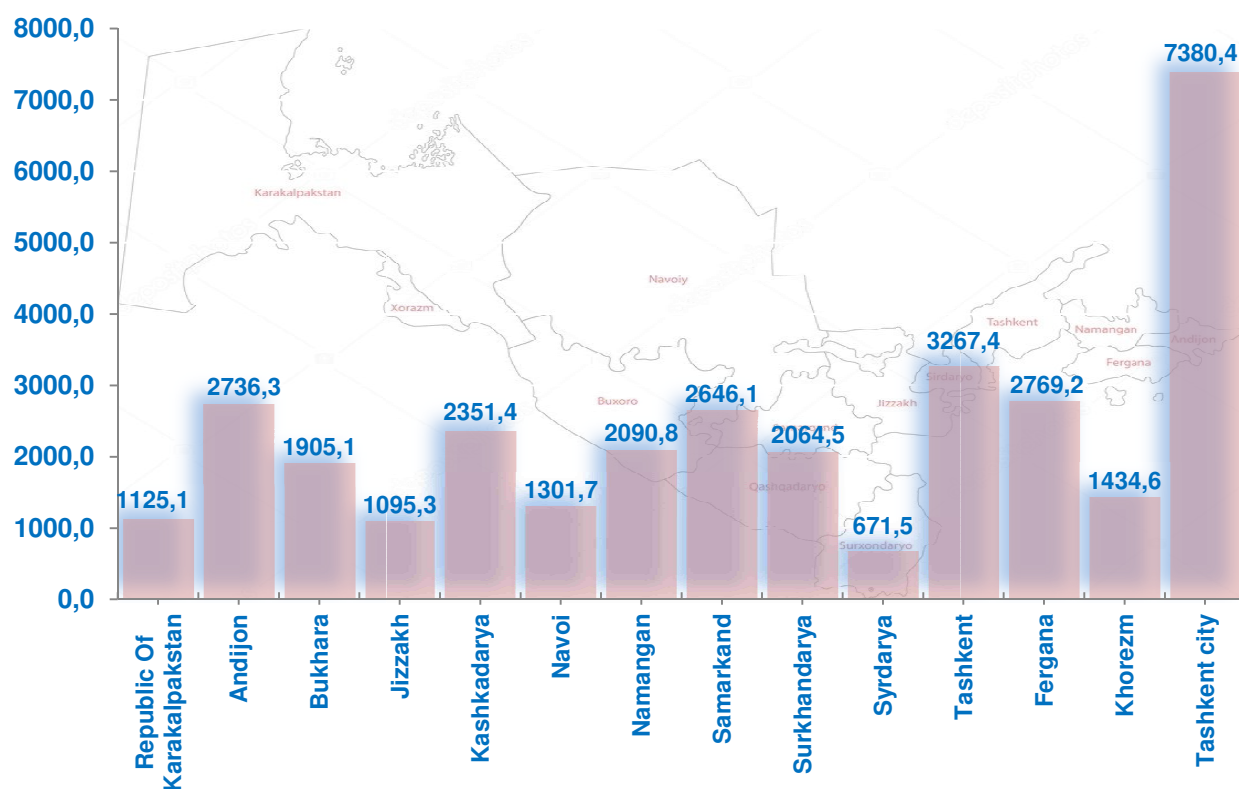 8000,0
7000,0
6000,0
5000,0
4000,0
3000,0
2000,0
1000,0
0,0
1125,1
2736,3
1905,1
1095,3
2351,4
1301,7
2090,8
2646,1
2064,5
671,5
3267,4
2769,2
1434,6
7380,4
Karakalpakstan
Xorazm
Navoiy
Buxoro
Qashqadaryo
Surxondaryo
Jizzakh
Sirdaryo
Tashkent
Namangan
Andijon
Fergana
Republic Of
Karakalpakstan
Andijon
Bukhara
Jizzakh
Kashkadarya
Navoi
Namangan
Samarkand
Surkhandarya
Syrdarya
Tashkent
Fergana
Khorezm
Tashkent city